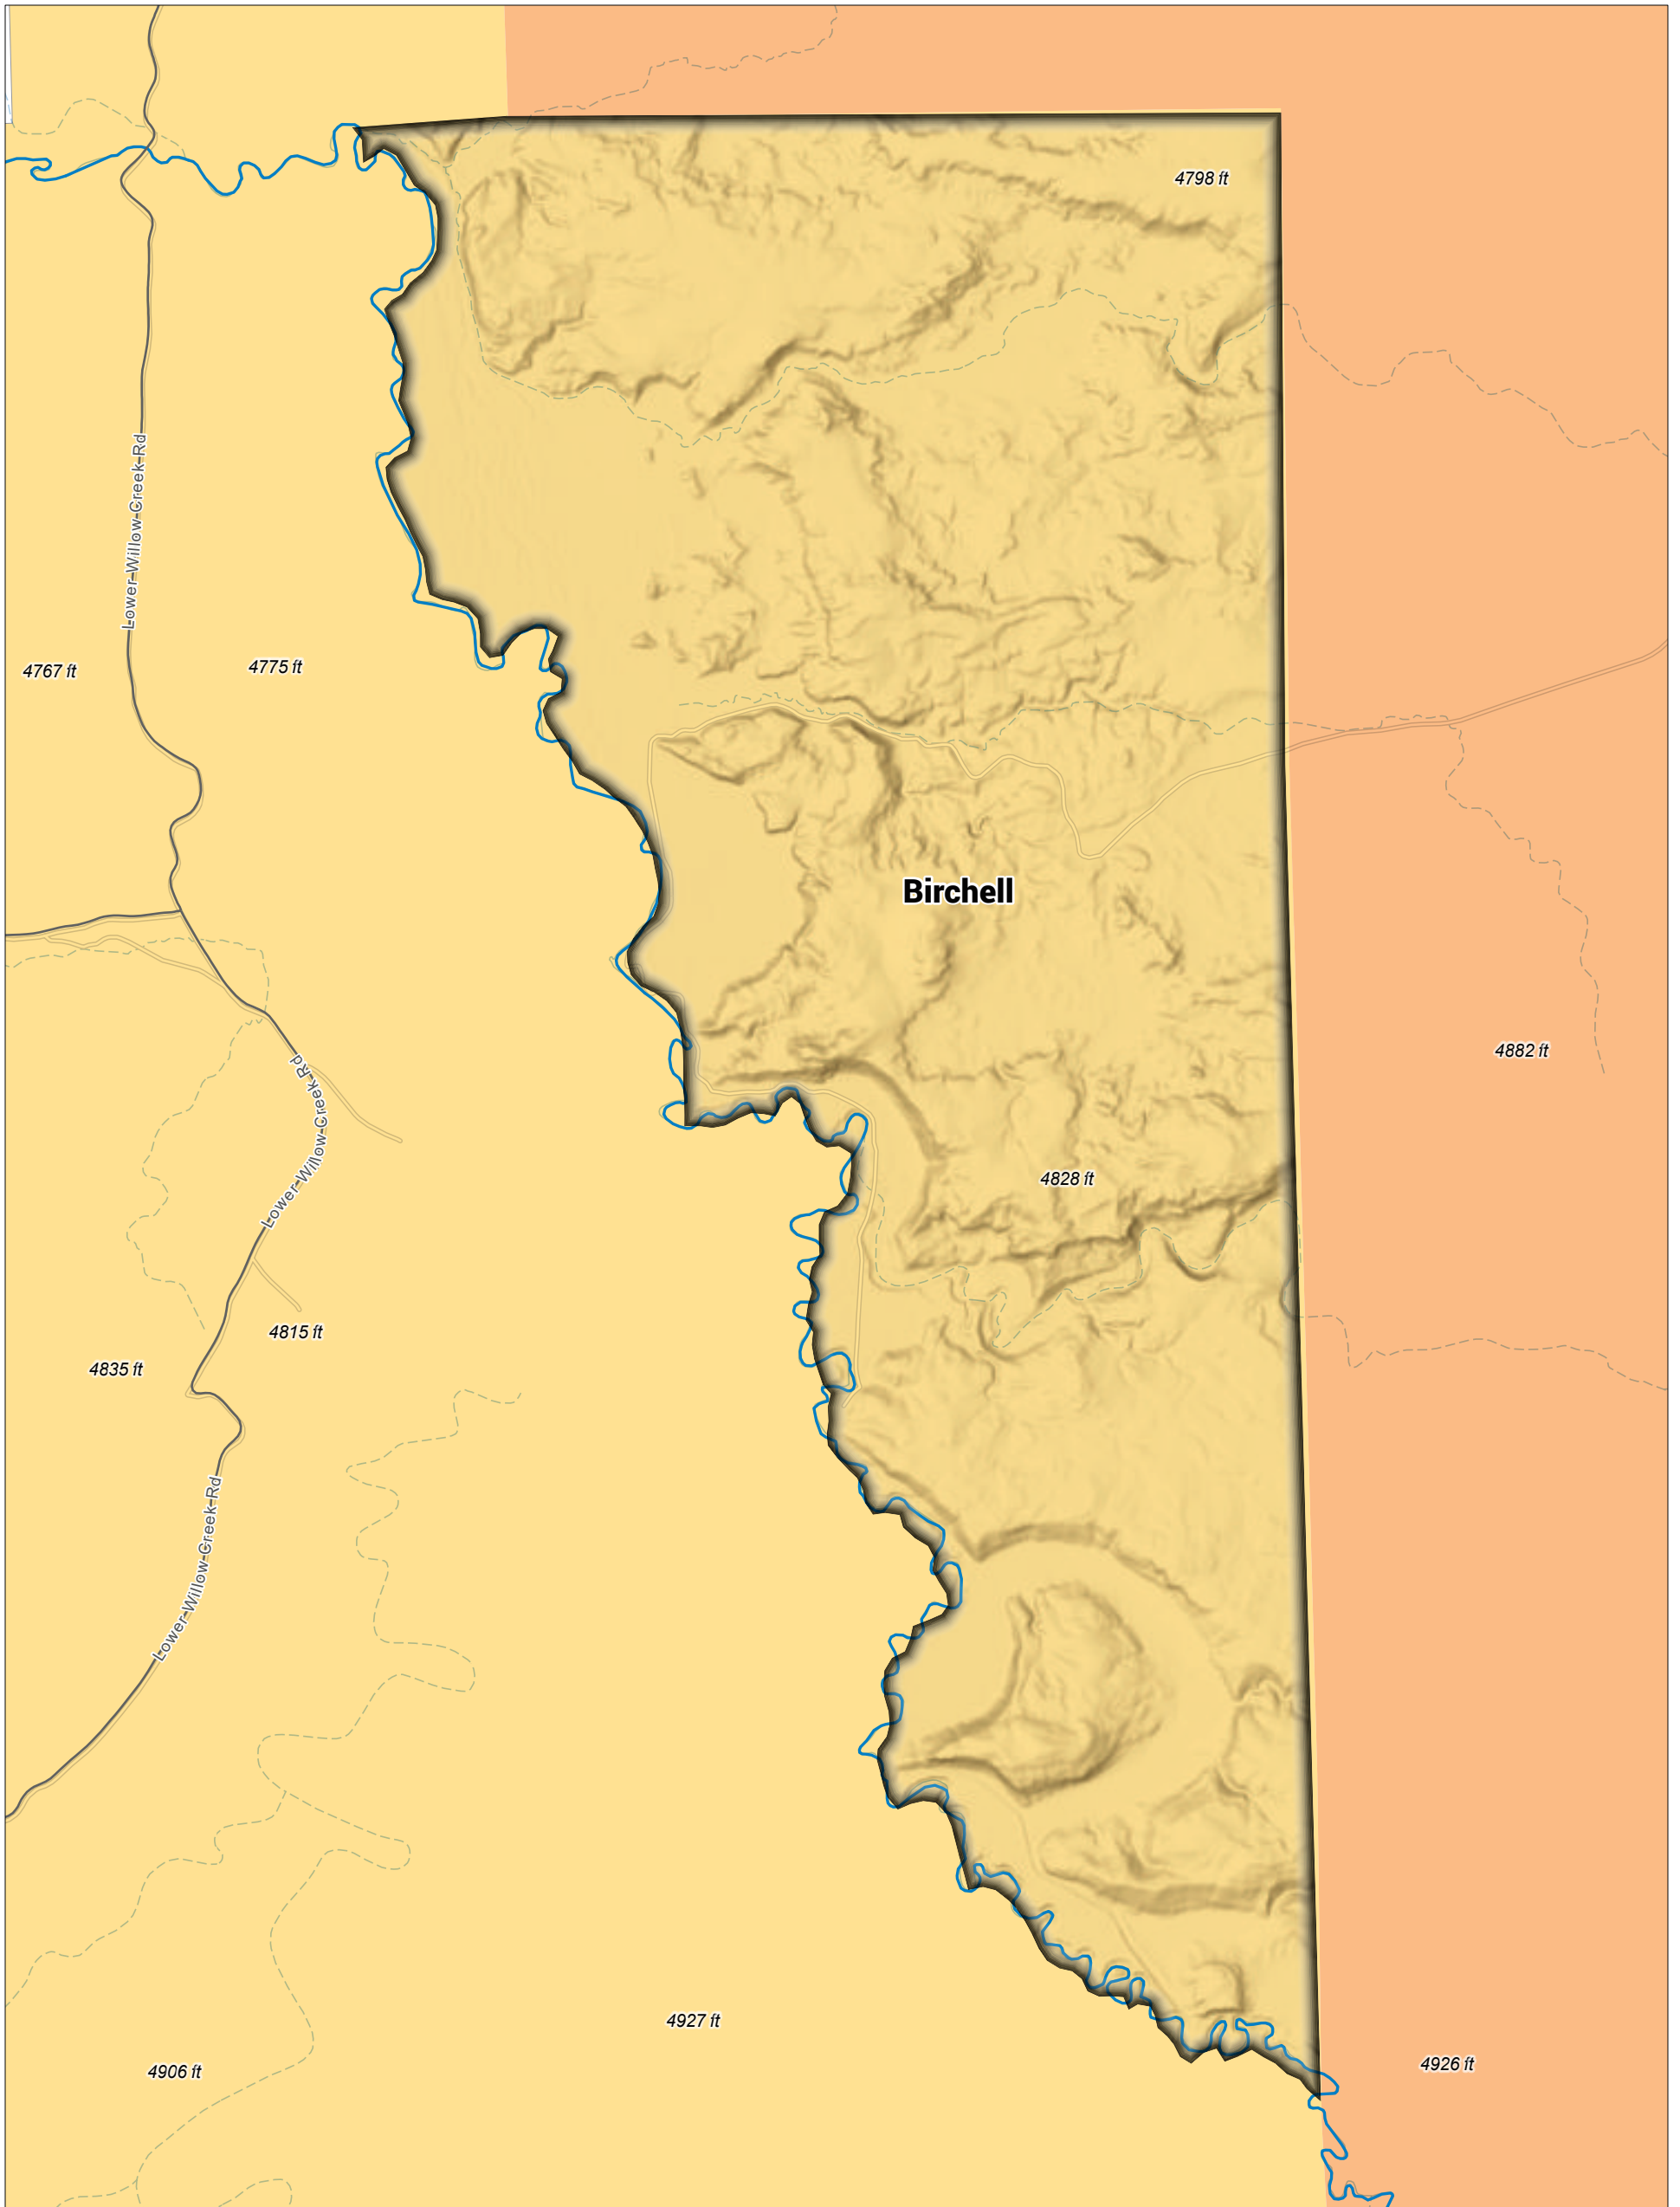 4798 ft
Lower Willow Creek Rd
4767 ft
4775 ft
Birchell
4882 ft
Lower Willow Creek Rd
4828 ft
4815 ft
4835 ft
Lower Willow Creek Rd
4927 ft
4906 ft
4926 ft